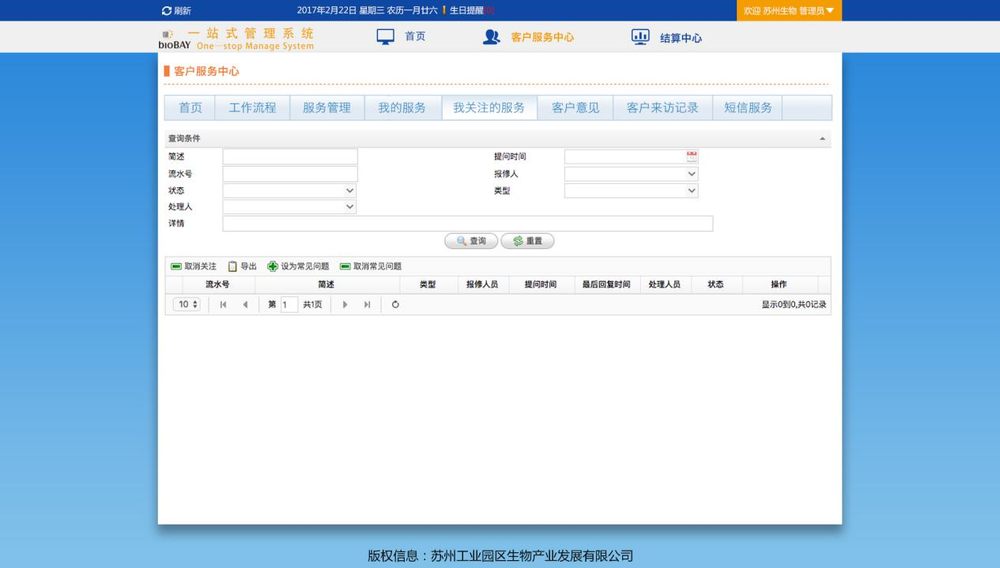 刷新 2017年2月22日 星期三 农历一月廿六 生日提醒[0] 欢迎 苏州生物 管理员
bioBAY 一站式管理系统 首页 客户服务中心 结算中心
One—stop Manage System
客户服务中心
首页 工作流程 服务管理 我的服务 我关注的服务 客户意见 客户来访记录 短信服务
查询条件
简述 提问时间
流水号 报修人
状态 类型
处理人
详情
查询 重置
取消关注 导出 设为常见问题 取消常见问题
流水号 简述 类型 报修人员 提问时间 最后回复时间 处理人员 状态 操作
10 第 1 共1页 显示0到0,共0记录
版权信息：苏州工业园区生物产业发展有限公司